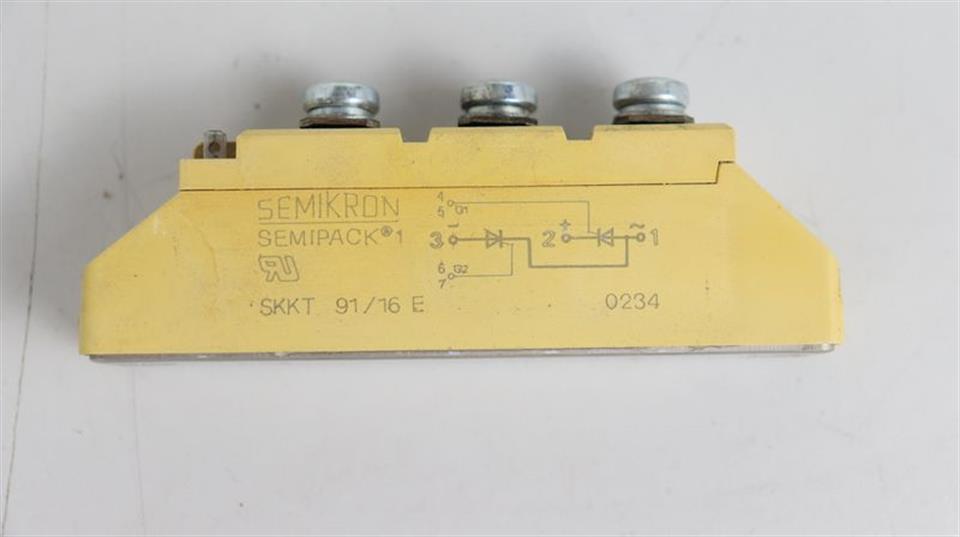 SEMIKRON
SEMIPACK® 1
4
5 G1
3 - 2 + ~ 1
6 G2
7
SKKT 91/16 E 0234